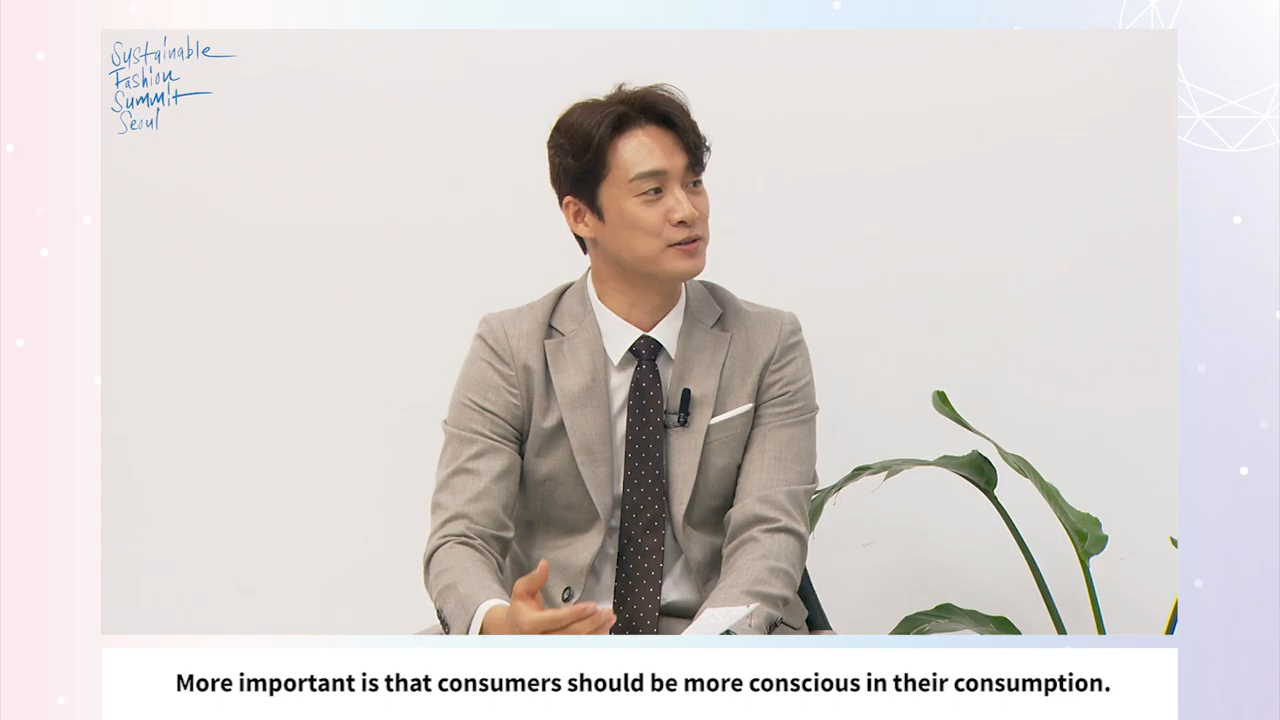 Sustainable
Fashion
Summit
Seoul
More important is that consumers should be more conscious in their consumption.